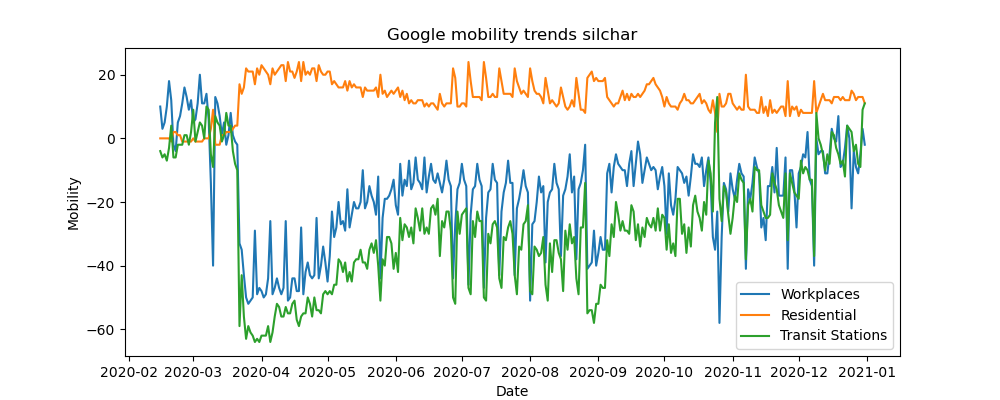 Google mobility trends silchar
20
0
−20
−40
−60
Mobility
Workplaces
Residential
Transit Stations
2020-02 2020-03 2020-04 2020-05 2020-06 2020-07 2020-08 2020-09 2020-10 2020-11 2020-12 2021-01
Date